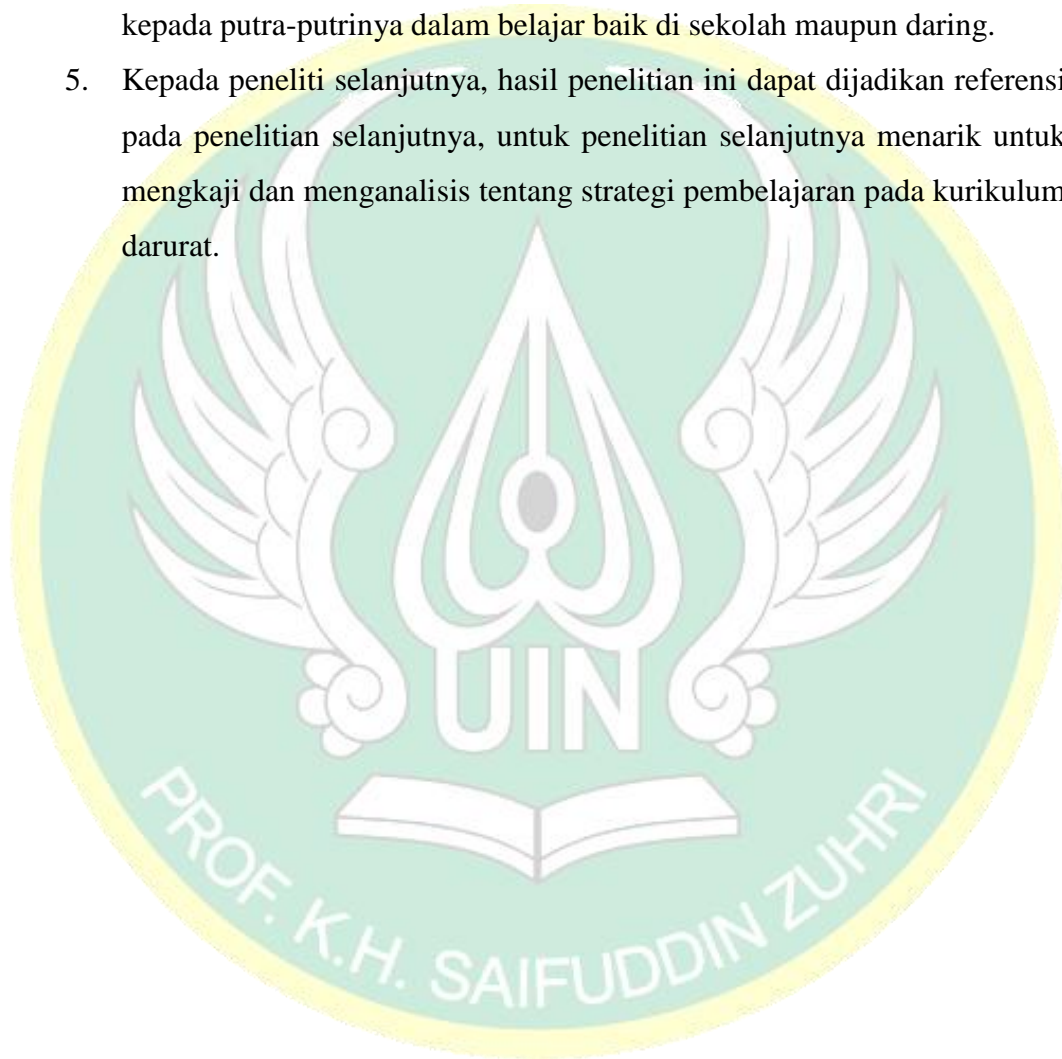 kepada putra-putrinya dalam belajar baik di sekolah maupun daring.
5. Kepada peneliti selanjutnya, hasil penelitian ini dapat dijadikan referensi
pada penelitian selanjutnya, untuk penelitian selanjutnya menarik untuk
mengkaji dan menganalisis tentang strategi pembelajaran pada kurikulum
darurat.
UIN
PROF. K.H. SAIFUDDIN ZUHRI